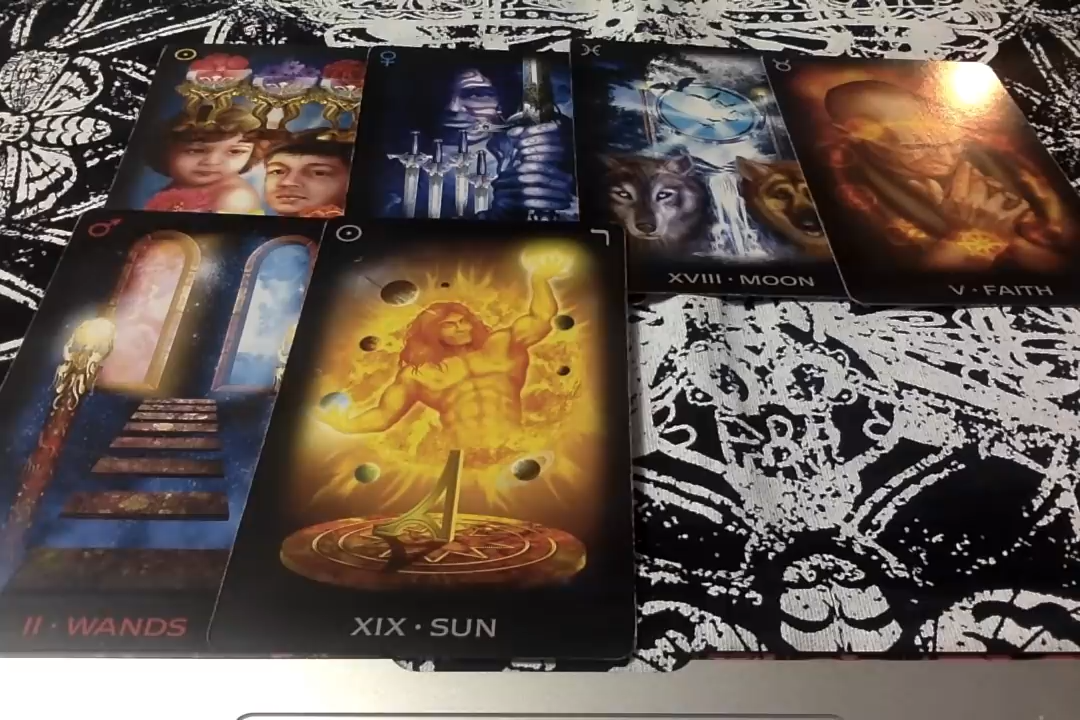 XVIII · MOON
V · FAITH
II · WANDS
XIX · SUN